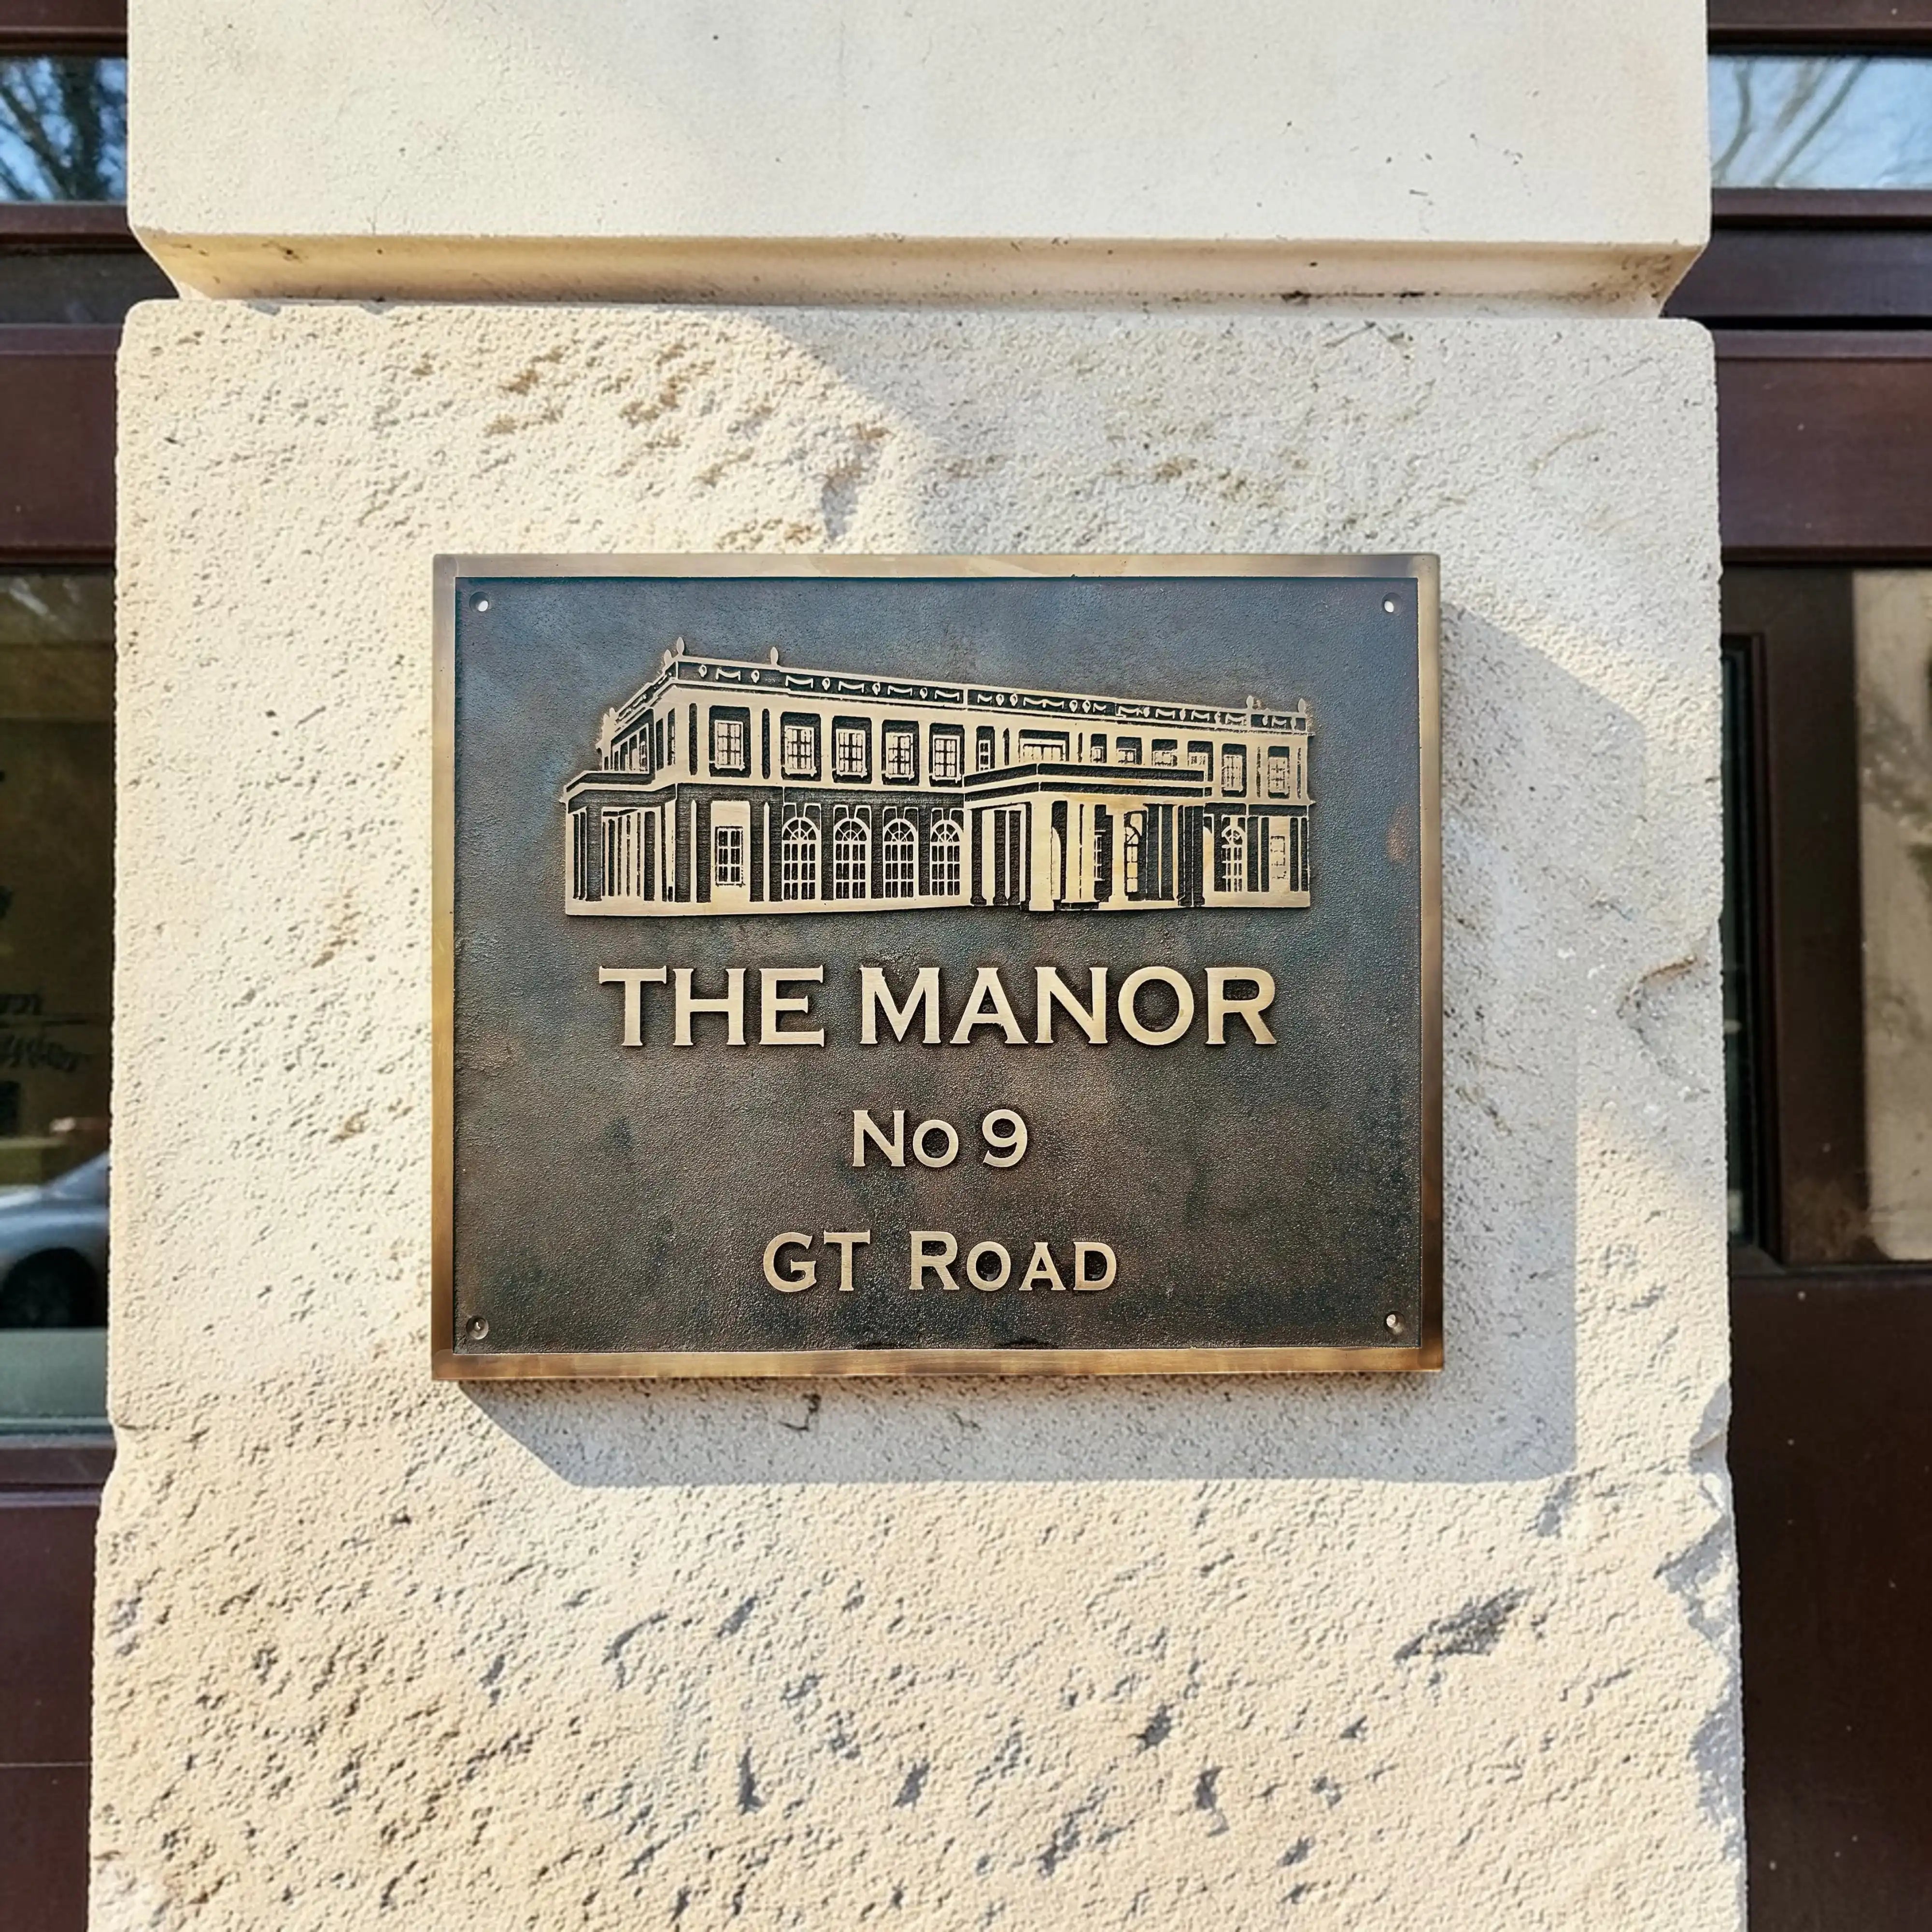 THE MANOR
No 9
GT ROAD